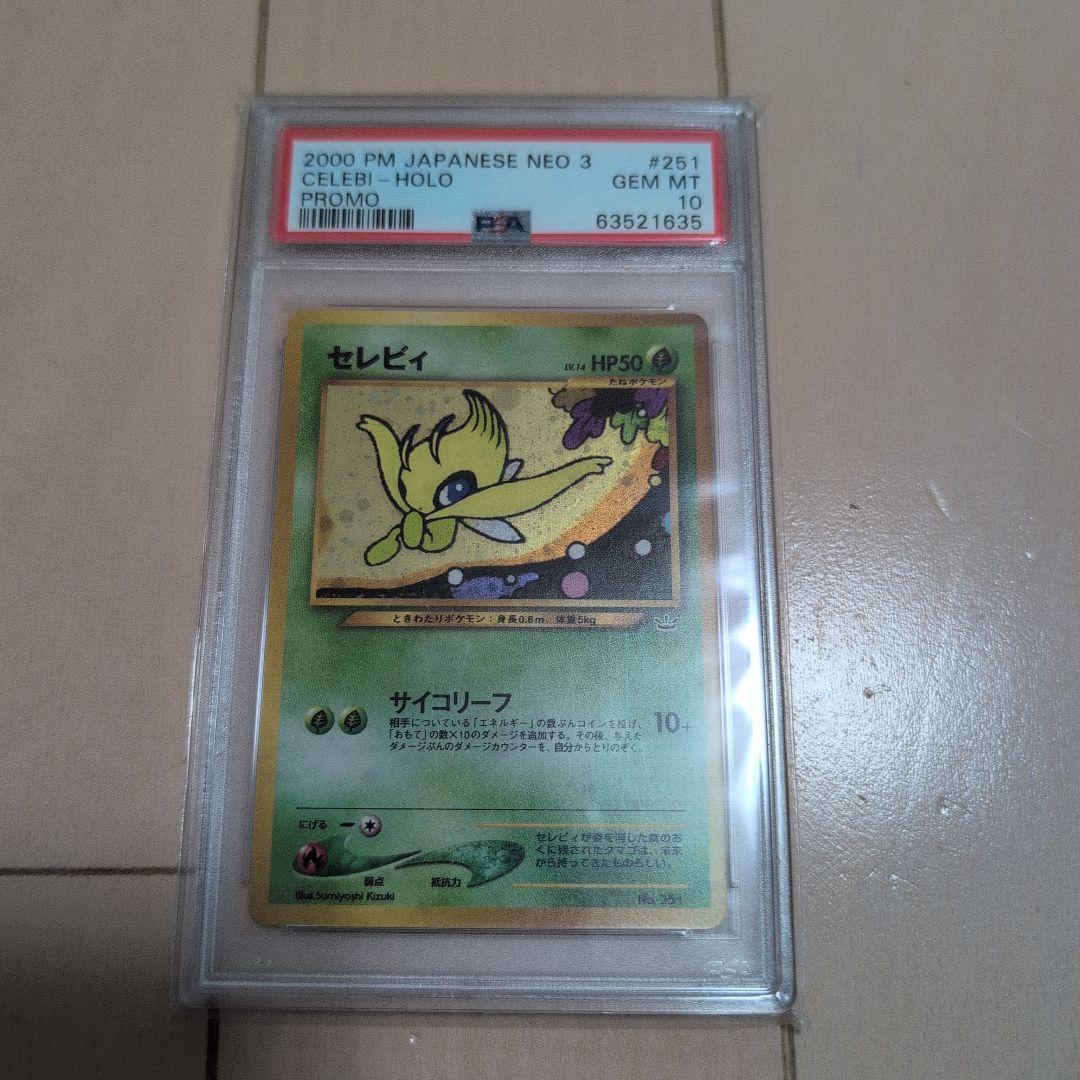 2000 PM JAPANESE NEO 3 #251
CELEBI - HOLO GEM MT
PROMO 10
PSA 63521635
セレビィ LV.14 HP50
たねポケモン
ときわたりポケモン：身長0.6m、体重5kg
サイコリーフ
相手についている「エネルギー」の数ぶんコインを投げ、
「おもて」の数×10のダメージを追加する。その後、与えた
ダメージぶんのダメージカウンターを、自分からとりのぞく。
10+
にげる
セレビィが姿を消した森のお
くに残されたタマゴは、未来
から持ってきたものらしい。
弱点 抵抗力
Illus.Sumiyoshi Kizuki No.251
PSA